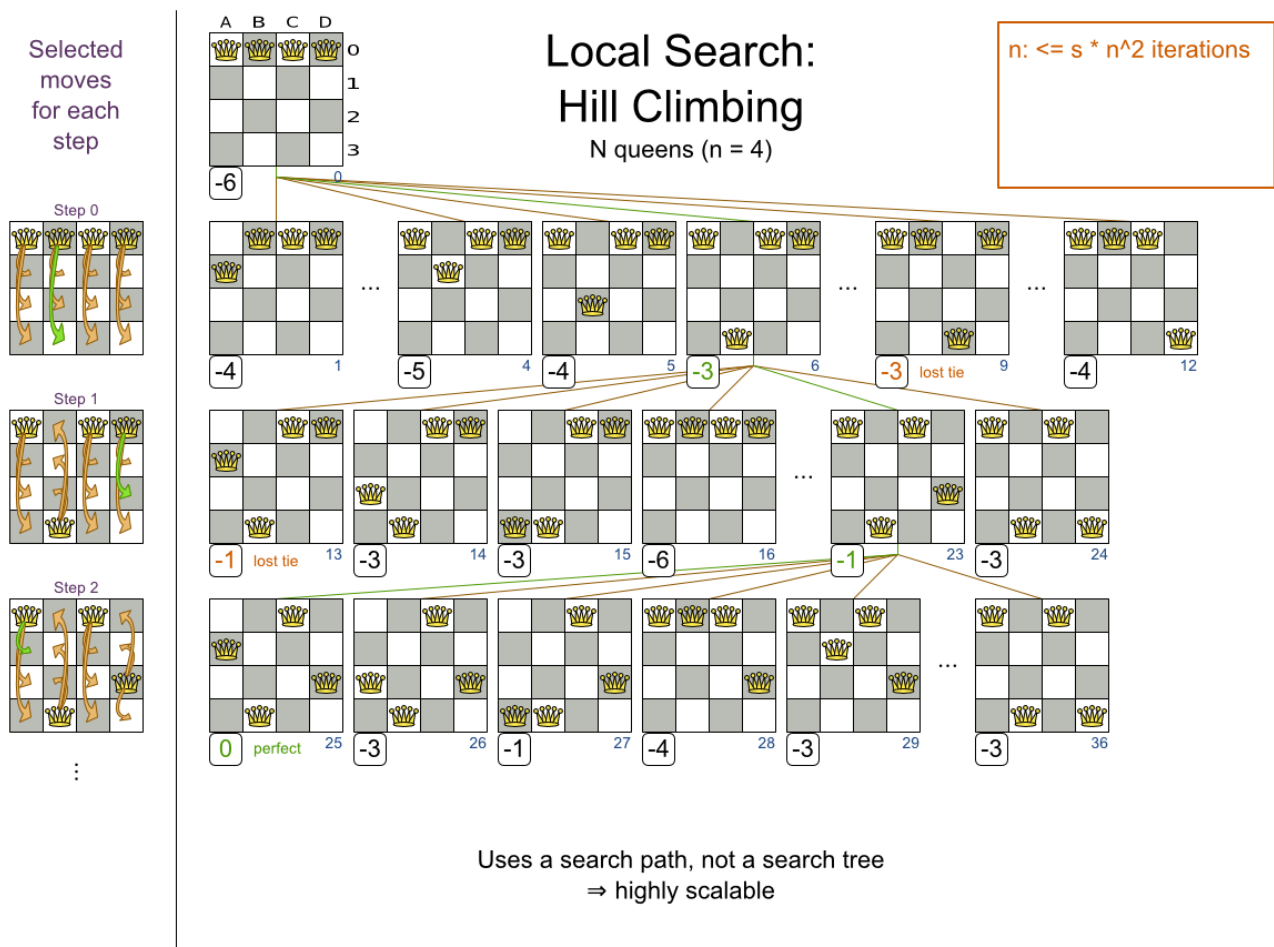 Selected
moves
for each
step
A B C D
0
1
2
3
Local Search:
Hill Climbing
N queens (n = 4)
n: <= s * n^2 iterations
-6
0
Step 0
... ... ...
-4 1
-5 4
-4 5
-3 6
-3 lost tie 9
-4 12
Step 1
...
-1 lost tie 13
-3 14
-3 15
-6 16
-1 23
-3 24
Step 2
...
0 perfect 25
-3 26
-1 27
-4 28
-3 29
-3 36
⋮
Uses a search path, not a search tree
⇒ highly scalable